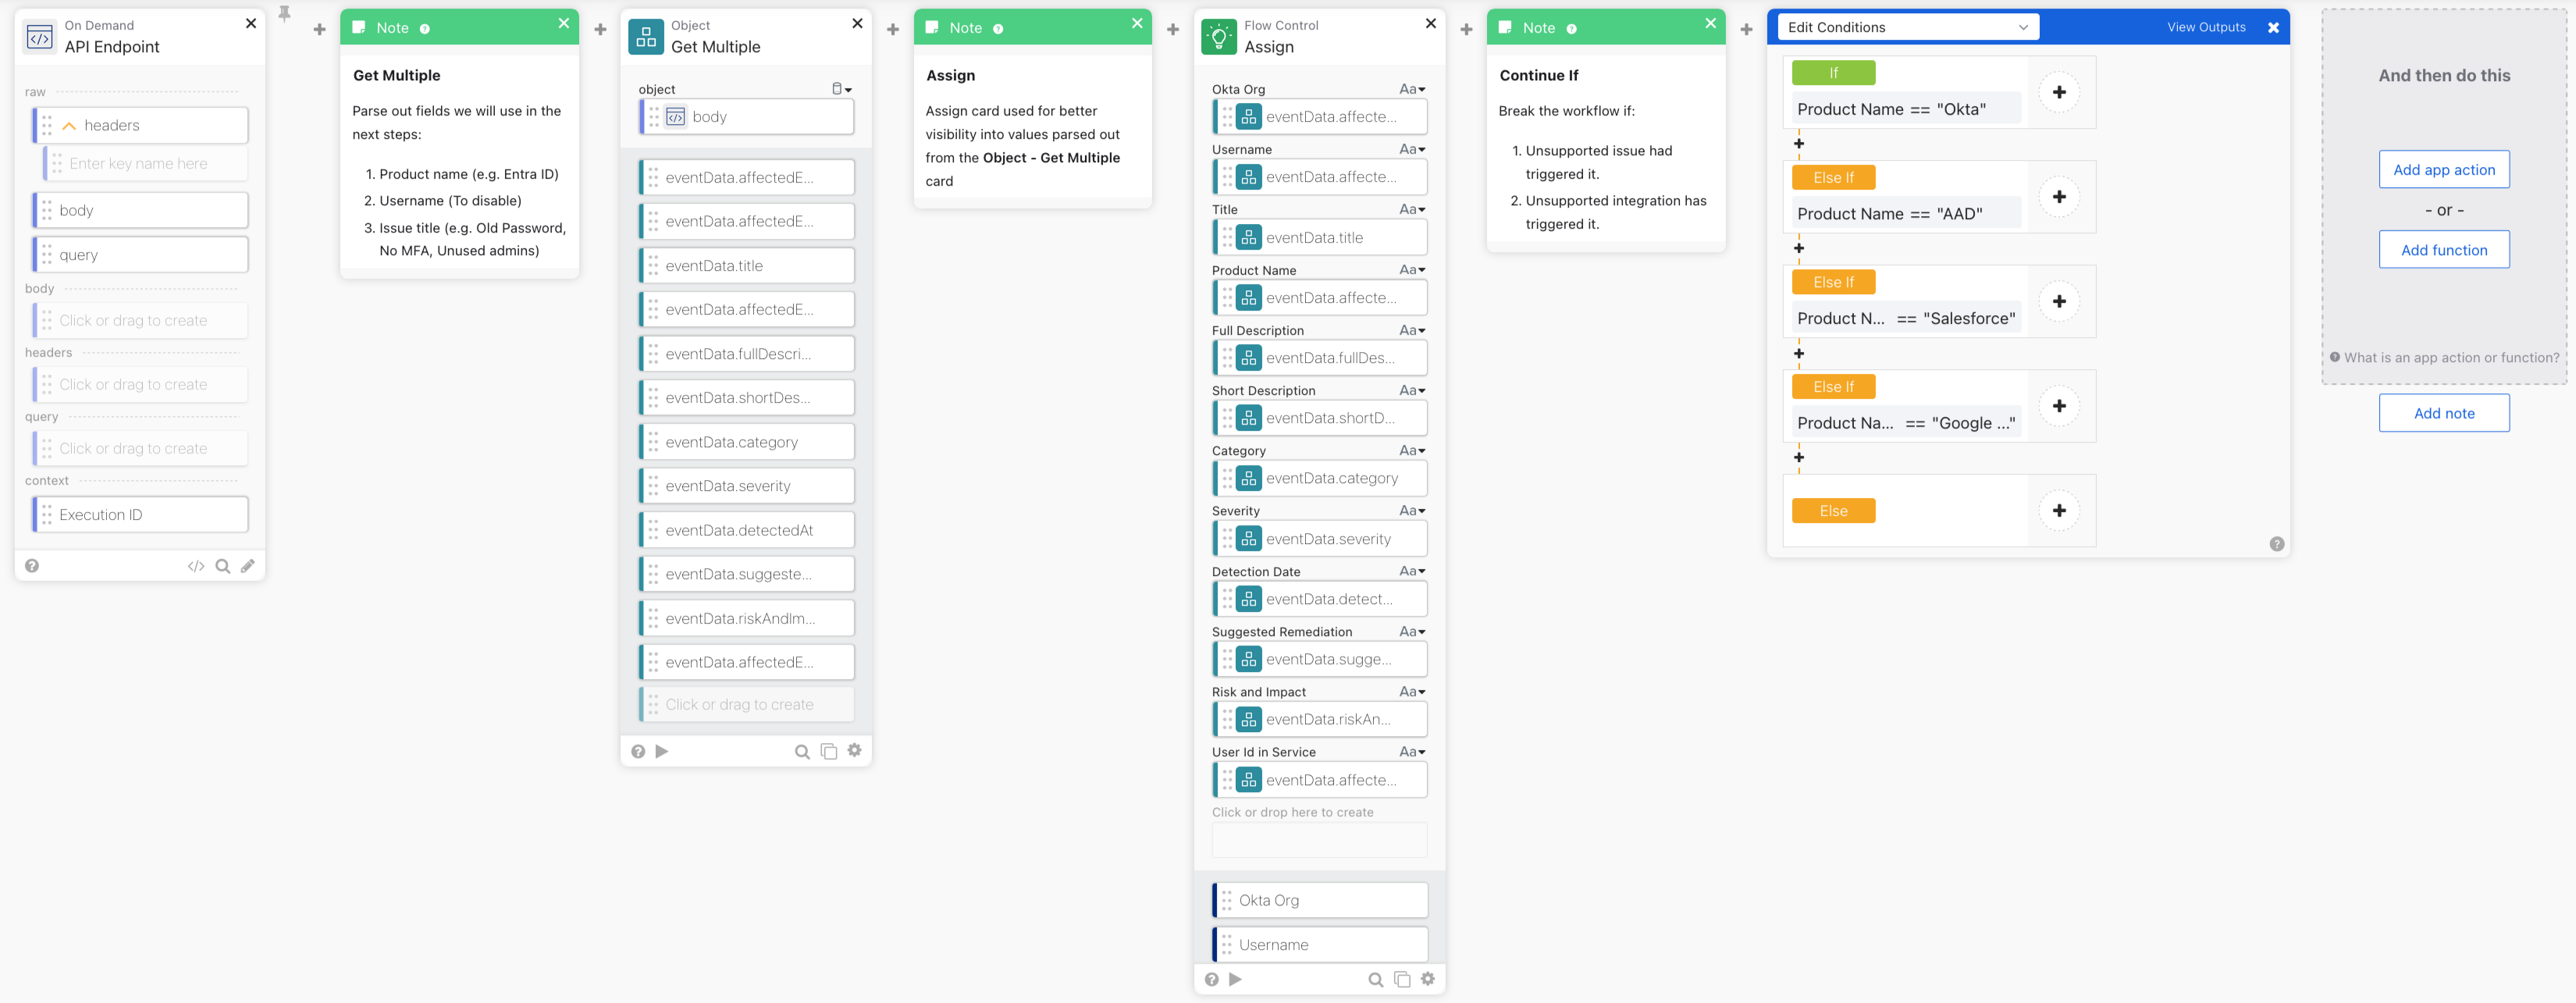 On Demand
API Endpoint
raw
headers
Enter key name here
body
query
body
Click or drag to create
headers
Click or drag to create
query
Click or drag to create
context
Execution ID
Note
Get Multiple
Parse out fields we will use in the
next steps:
1. Product name (e.g. Entra ID)
2. Username (To disable)
3. Issue title (e.g. Old Password,
No MFA, Unused admins)
Object
Get Multiple
object
body
eventData.affectedE...
eventData.affectedE...
eventData.title
eventData.affectedE...
eventData.fullDescri...
eventData.shortDes...
eventData.category
eventData.severity
eventData.detectedAt
eventData.suggeste...
eventData.riskAndIm...
eventData.affectedE...
Click or drag to create
Note
Assign
Assign card used for better
visibility into values parsed out
from the Object - Get Multiple
card
Flow Control
Assign
Okta Org Aa
eventData.affecte...
Username Aa
eventData.affecte...
Title Aa
eventData.title
Product Name Aa
eventData.affecte...
Full Description Aa
eventData.fullDes...
Short Description Aa
eventData.shortD...
Category Aa
eventData.category
Severity Aa
eventData.severity
Detection Date Aa
eventData.detect...
Suggested Remediation Aa
eventData.sugge...
Risk and Impact Aa
eventData.riskAn...
User Id in Service Aa
eventData.affecte...
Click or drop here to create
Okta Org
Username
Note
Continue If
Break the workflow if:
1. Unsupported issue had
triggered it.
2. Unsupported integration has
triggered it.
Edit Conditions View Outputs
If
Product Name == "Okta"
Else If
Product Name == "AAD"
Else If
Product N... == "Salesforce"
Else If
Product Na... == "Google ..."
Else
And then do this
Add app action
- or -
Add function
What is an app action or function?
Add note